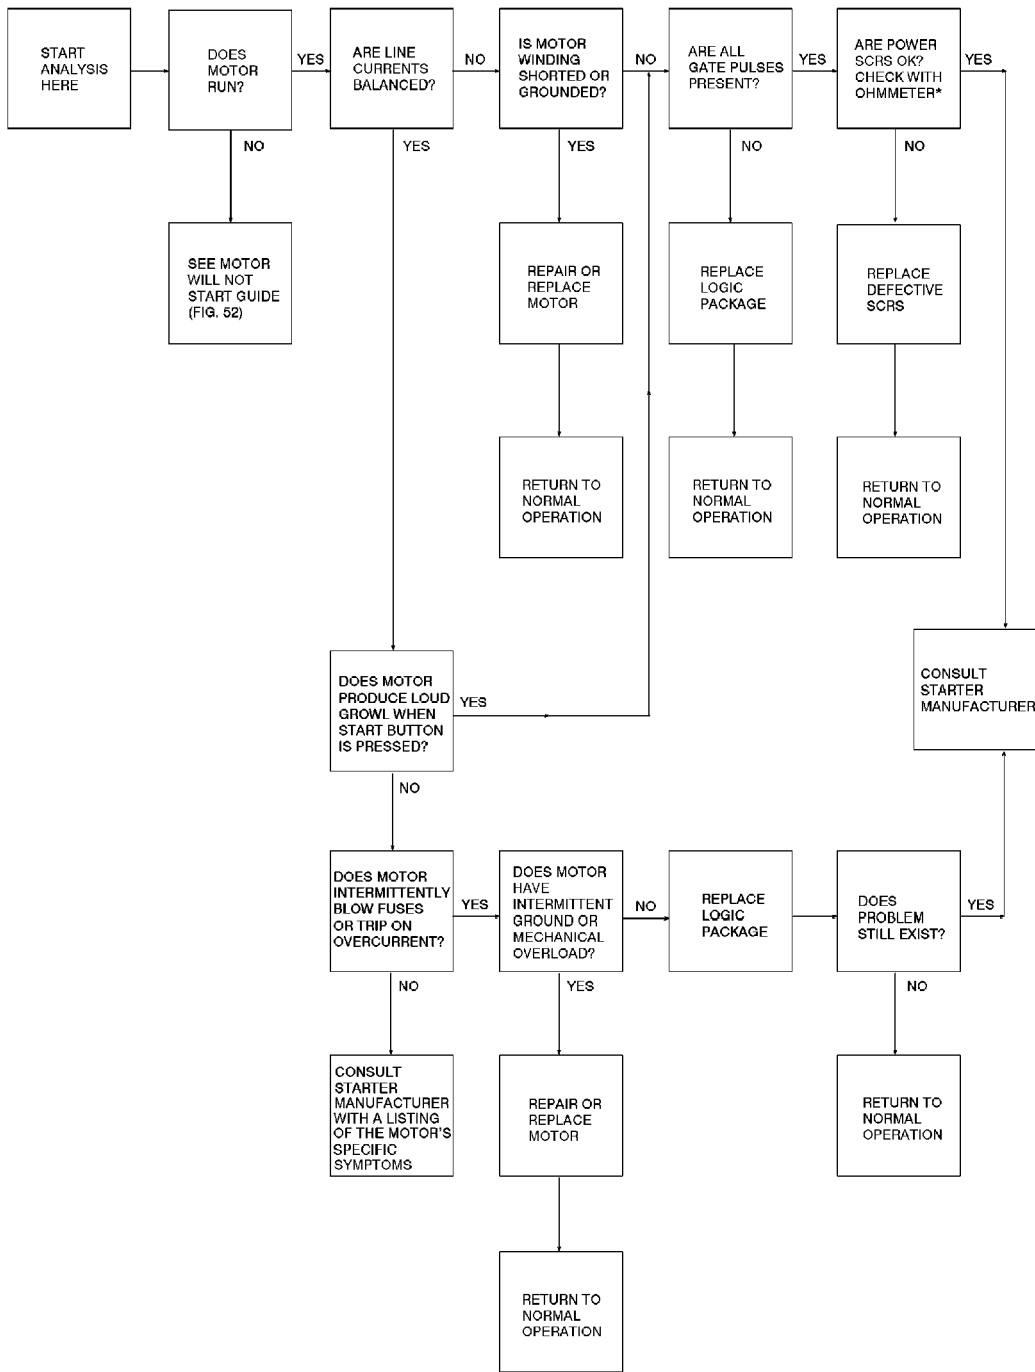 START
ANALYSIS
HERE
DOES
MOTOR
RUN?
YES
ARE LINE
CURRENTS
BALANCED?
NO
IS MOTOR
WINDING
SHORTED OR
GROUNDED?
NO
ARE ALL
GATE PULSES
PRESENT?
YES
ARE POWER
SCRS OK?
CHECK WITH
OHMMETER*
YES
NO
YES
YES
NO
NO
SEE MOTOR
WILL NOT
START GUIDE
(FIG. 52)
REPAIR OR
REPLACE
MOTOR
REPLACE
LOGIC
PACKAGE
REPLACE
DEFECTIVE
SCRS
RETURN TO
NORMAL
OPERATION
RETURN TO
NORMAL
OPERATION
RETURN TO
NORMAL
OPERATION
DOES MOTOR
PRODUCE LOUD
GROWL WHEN
START BUTTON
IS PRESSED?
YES
CONSULT
STARTER
MANUFACTURER
NO
DOES MOTOR
INTERMITTENTLY
BLOW FUSES
OR TRIP ON
OVERCURRENT?
YES
DOES MOTOR
HAVE
INTERMITTENT
GROUND OR
MECHANICAL
OVERLOAD?
NO
REPLACE
LOGIC
PACKAGE
DOES
PROBLEM
STILL EXIST?
YES
NO
YES
NO
CONSULT
STARTER
MANUFACTURER
WITH A LISTING
OF THE MOTOR'S
SPECIFIC
SYMPTOMS
REPAIR OR
REPLACE
MOTOR
RETURN TO
NORMAL
OPERATION
RETURN TO
NORMAL
OPERATION